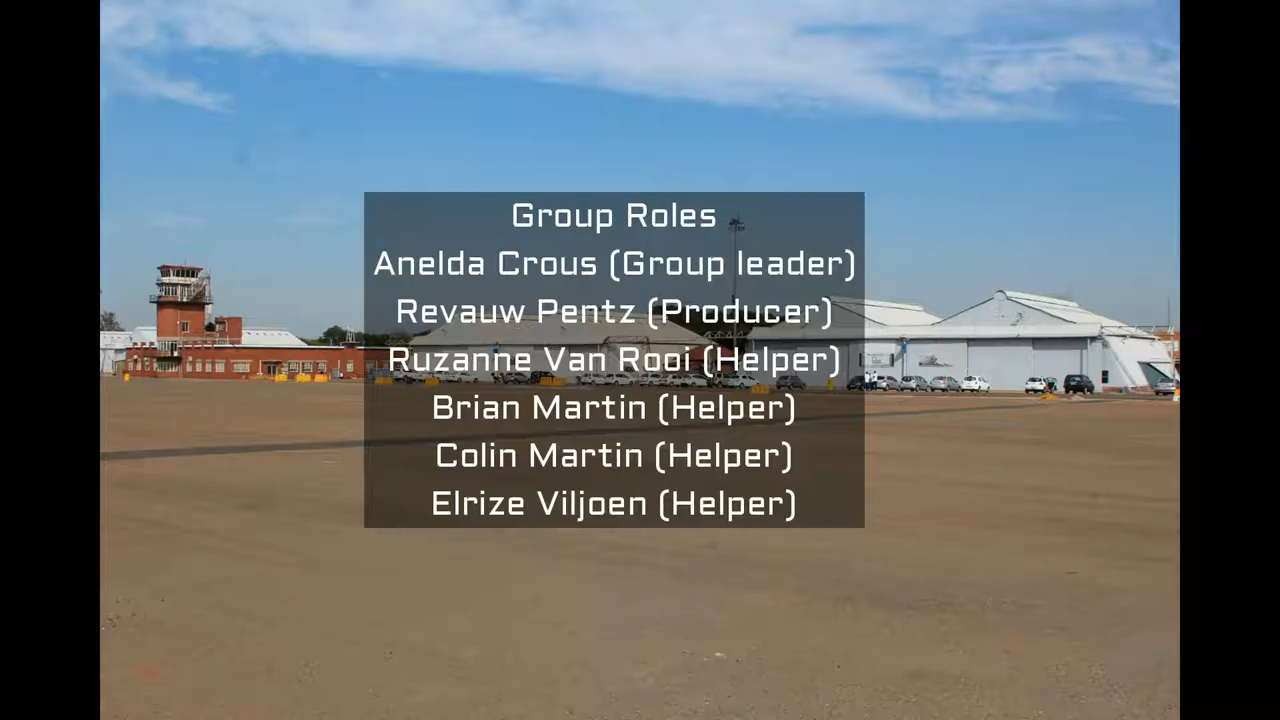 Group Roles
Anelda Crous (Group leader)
Revauw Pentz (Producer)
Ruzanne Van Rooi (Helper)
Brian Martin (Helper)
Colin Martin (Helper)
Elrize Viljoen (Helper)